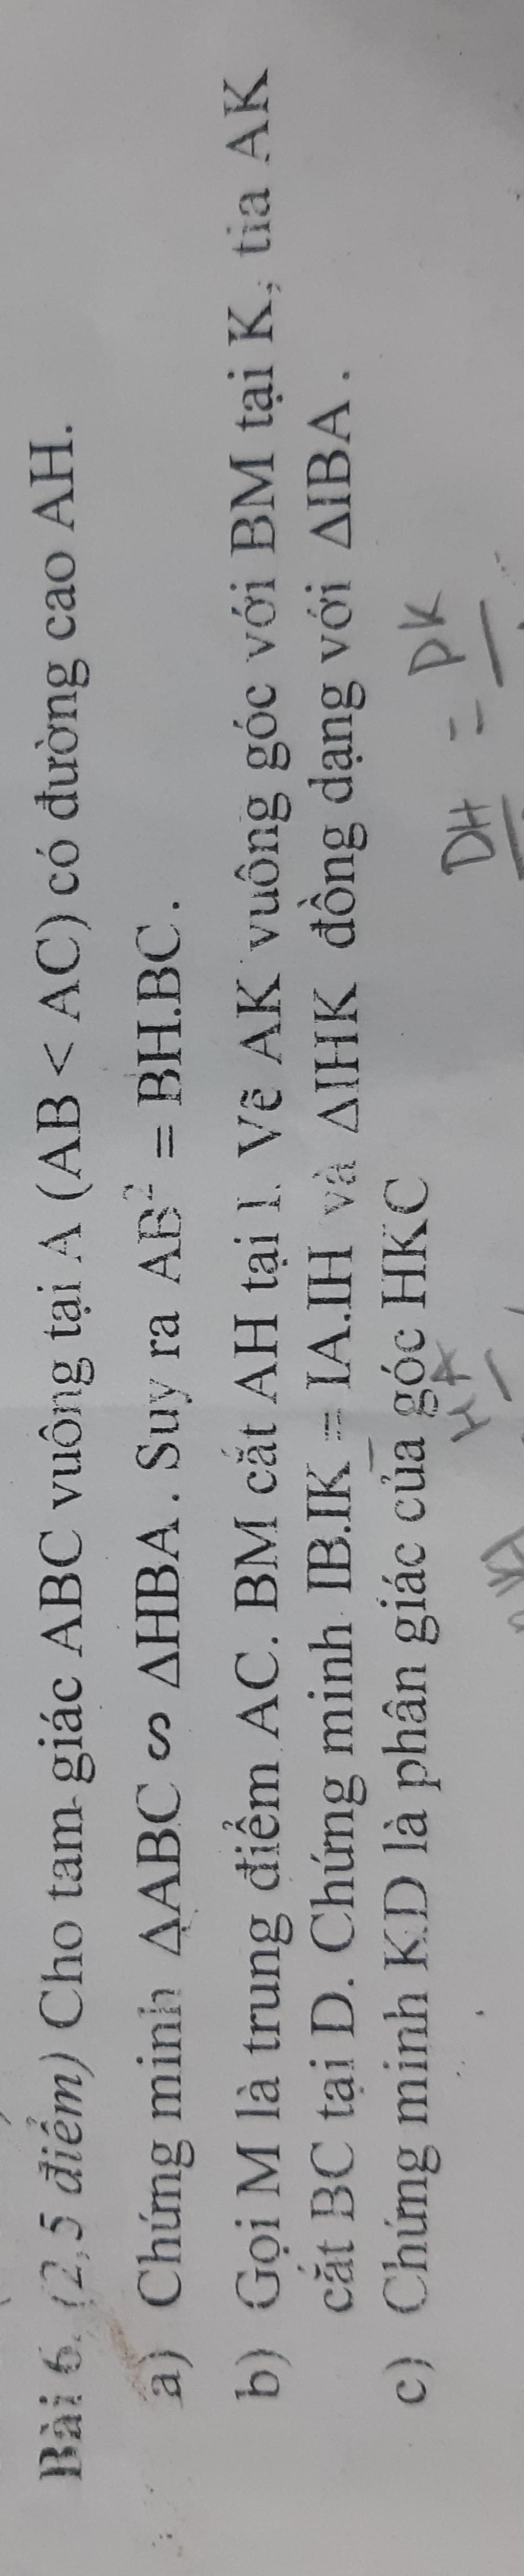 Bài 6. (2,5 điểm) Cho tam giác ABC vuông tại A (AB < AC) có đường cao AH.
a) Chứng minh ΔABC ∽ ΔHBA. Suy ra AB² = BH.BC.
b) Gọi M là trung điểm AC. BM cắt AH tại I. Vẽ AK vuông góc với BM tại K, tia AK
cắt BC tại D. Chứng minh IB.IK = IA.IH và ΔIHK đồng dạng với ΔIBA.
c) Chứng minh KD là phân giác của góc HKC
DH = DK
HK